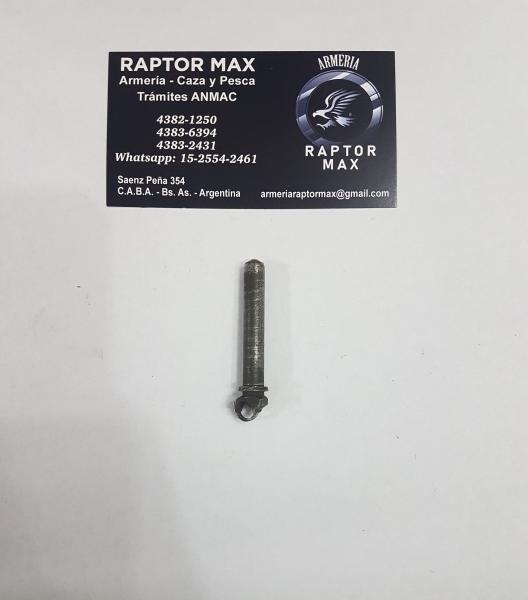 RAPTOR MAX
Armería - Caza y Pesca
Trámites ANMAC
4382-1250
4383-6394
4383-2431
Whatsapp: 15-2554-2461
Saenz Peña 354
C.A.B.A. - Bs. As. - Argentina
ARMERIA
RAPTOR
MAX
armeriaraptormax@gmail.com